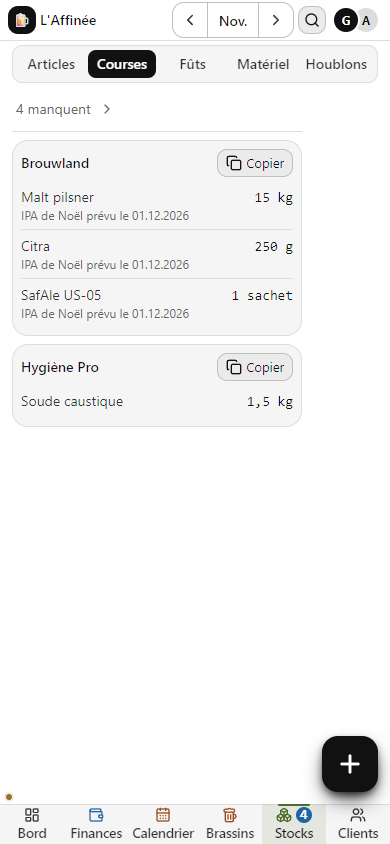 L'Affinée
Nov.
G A
Articles Courses Fûts Matériel Houblons
4 manquent
Brouwland Copier
Malt pilsner 15 kg
IPA de Noël prévu le 01.12.2026
Citra 250 g
IPA de Noël prévu le 01.12.2026
SafAle US-05 1 sachet
IPA de Noël prévu le 01.12.2026
Hygiène Pro Copier
Soude caustique 1,5 kg
4
Bord Finances Calendrier Brassins Stocks Clients